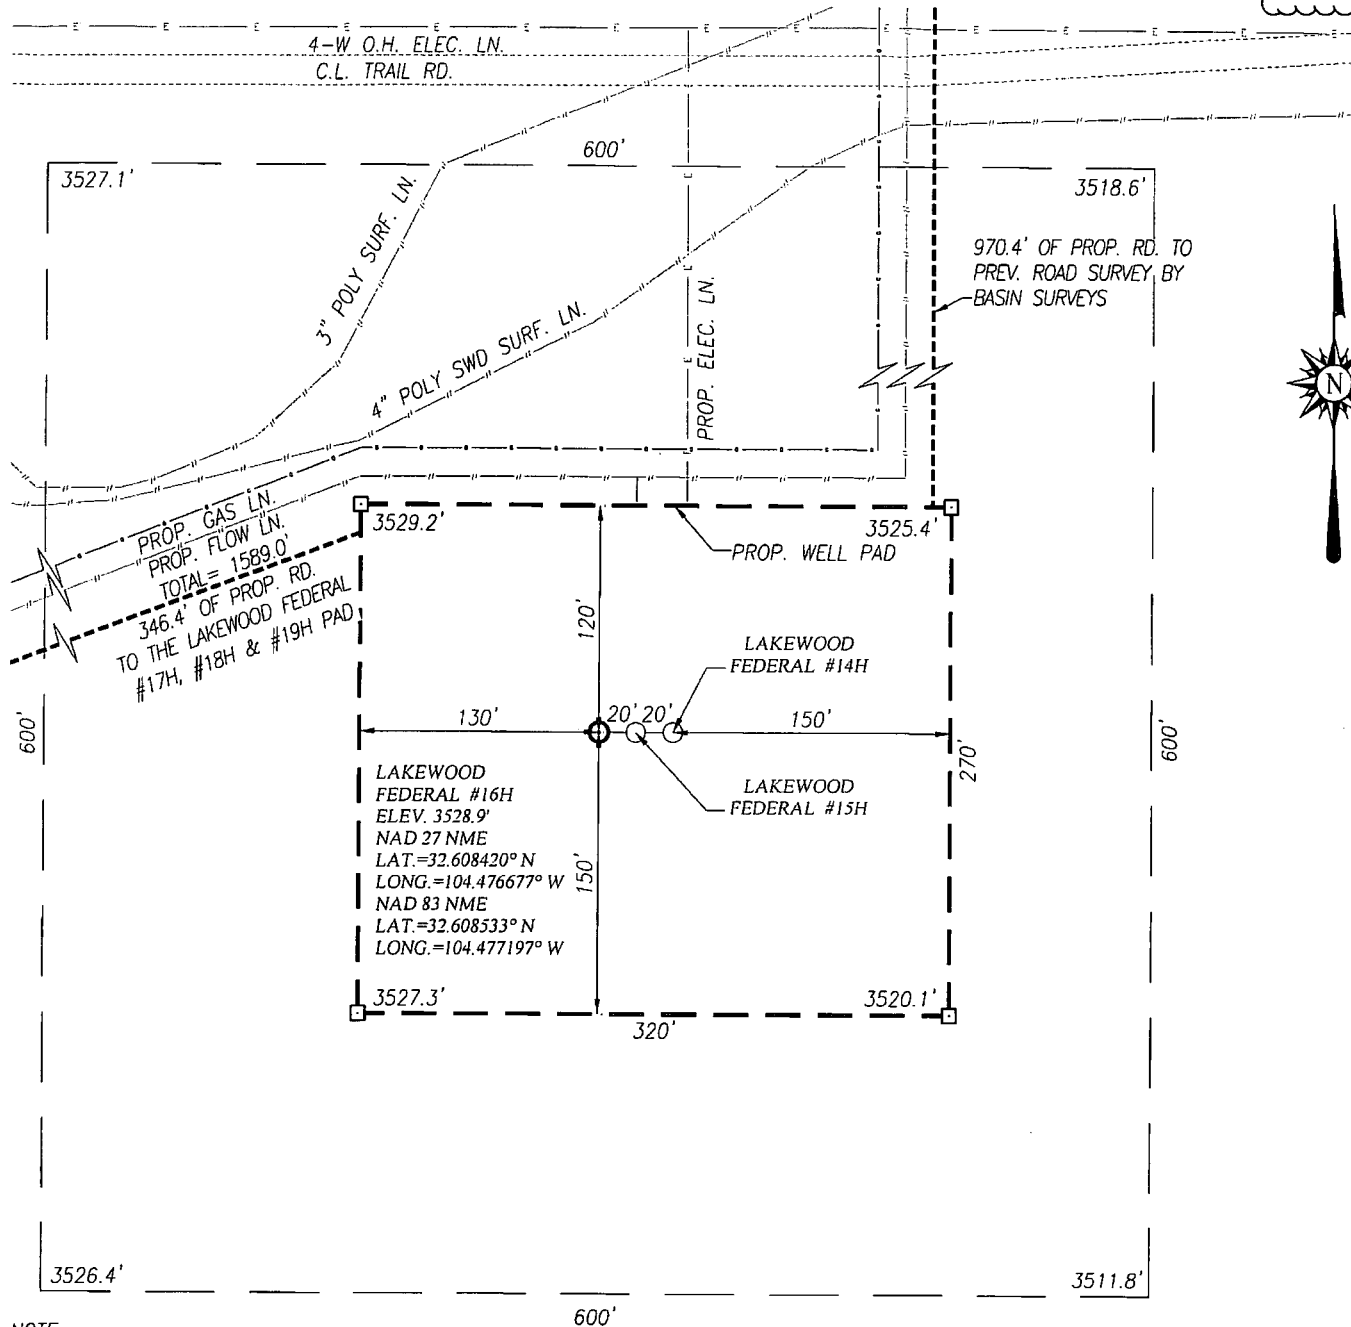 4-W O.H. ELEC. LN.
C.L. TRAIL RD.
600'
3527.1'
3518.6'
3" POLY SURF. LN.
4" POLY SWD SURF. LN.
PROP. ELEC. LN.
970.4' OF PROP. RD. TO
PREV. ROAD SURVEY BY
BASIN SURVEYS
N
PROP. GAS LN.
PROP. FLOW LN.
TOTAL= 1589.0'
346.4' OF PROP. RD.
TO THE LAKEWOOD FEDERAL
#17H, #18H & #19H PAD
3529.2'
3525.4'
PROP. WELL PAD
120'
LAKEWOOD
FEDERAL #14H
600'
130'
20' 20'
150'
270'
600'
LAKEWOOD
FEDERAL #15H
LAKEWOOD
FEDERAL #16H
ELEV. 3528.9'
NAD 27 NME
LAT.=32.608420° N
LONG.=104.476677° W
NAD 83 NME
LAT.=32.608533° N
LONG.=104.477197° W
150'
3527.3'
3520.1'
320'
3526.4'
3511.8'
600'
NOTE